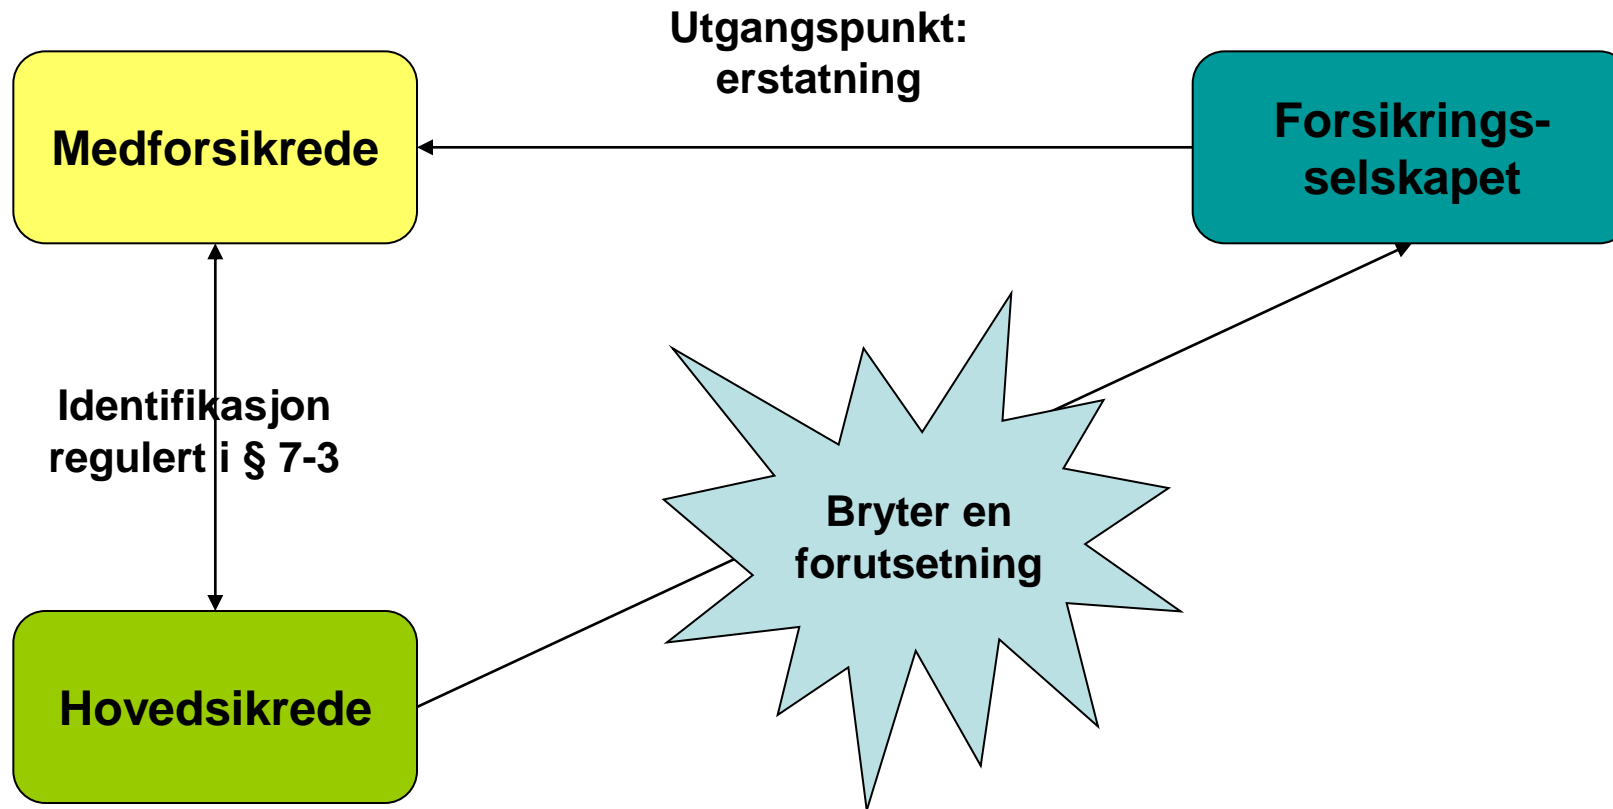 Utgangspunkt:
erstatning
Medforsikrede
Forsikrings-
selskapet
Identifikasjon
regulert i § 7-3
Bryter en
forutsetning
Hovedsikrede